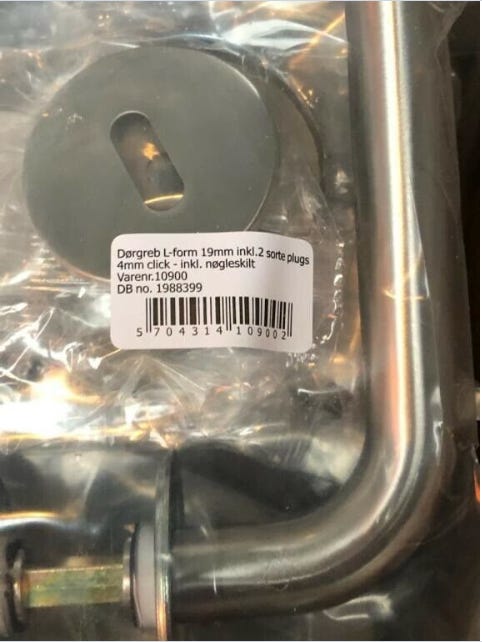 Dørgreb L-form 19mm inkl.2 sorte plugs
4mm click - inkl. nøgleskilt
Varenr.10900
DB no. 1988399
5 704314 109002